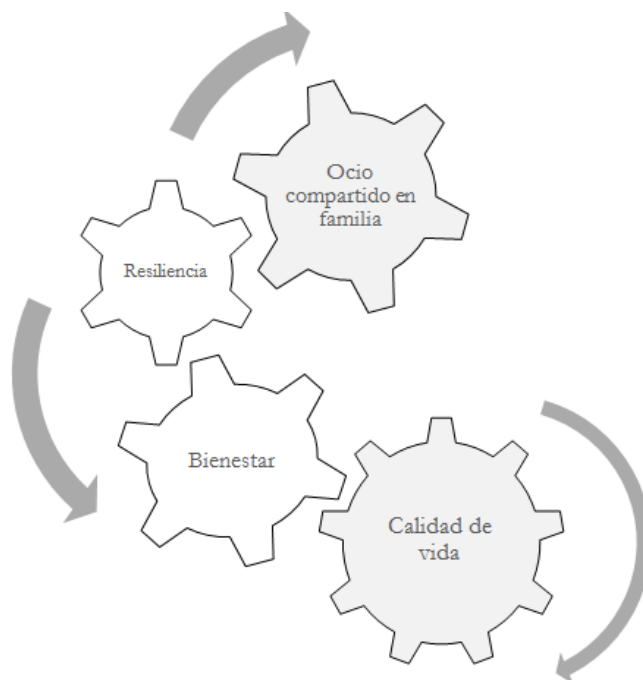 Ocio
compartido en
familia
Resiliencia
Bienestar
Calidad de
vida